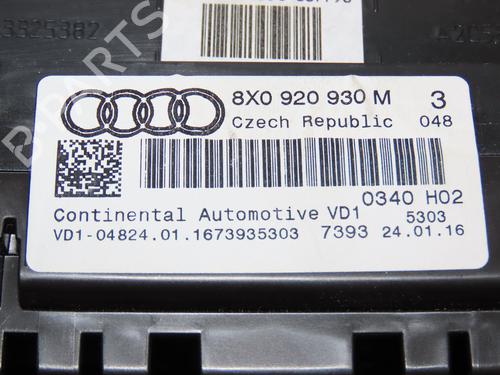 8X0 920 930 M 3
Czech Republic 048
0340 H02
Continental Automotive VD1 5303
VD1-04824.01.1673935303 7393 24.01.16
B-PARTS